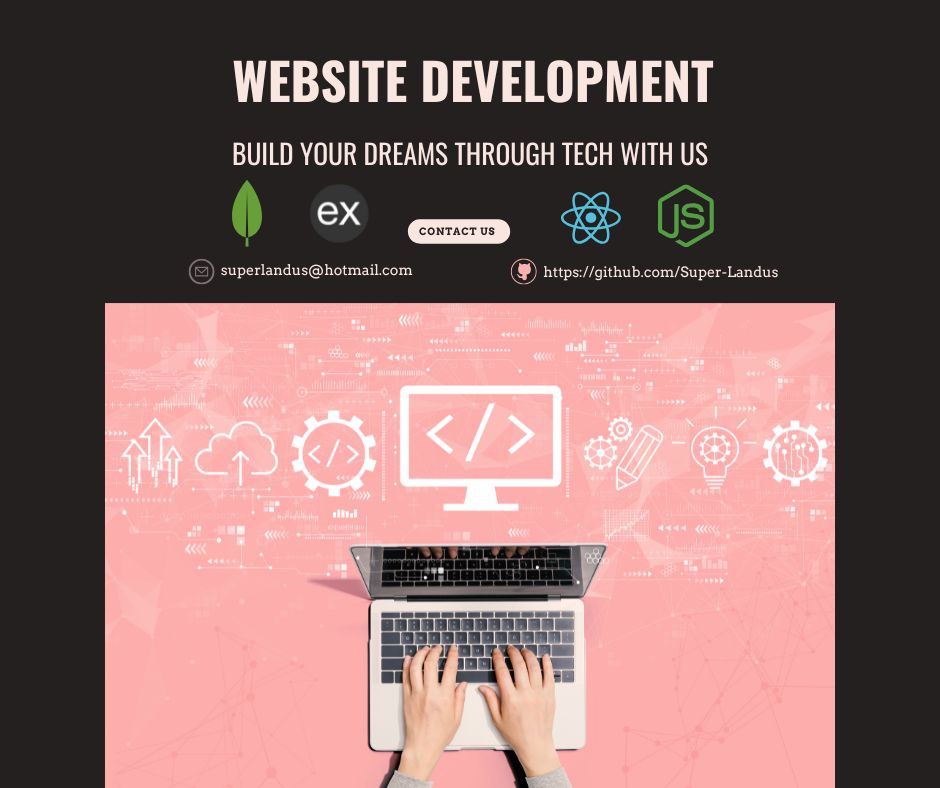 WEBSITE DEVELOPMENT
BUILD YOUR DREAMS THROUGH TECH WITH US
ex
JS
CONTACT US
superlandus@hotmail.com
https://github.com/Super-Landus
</>
</>